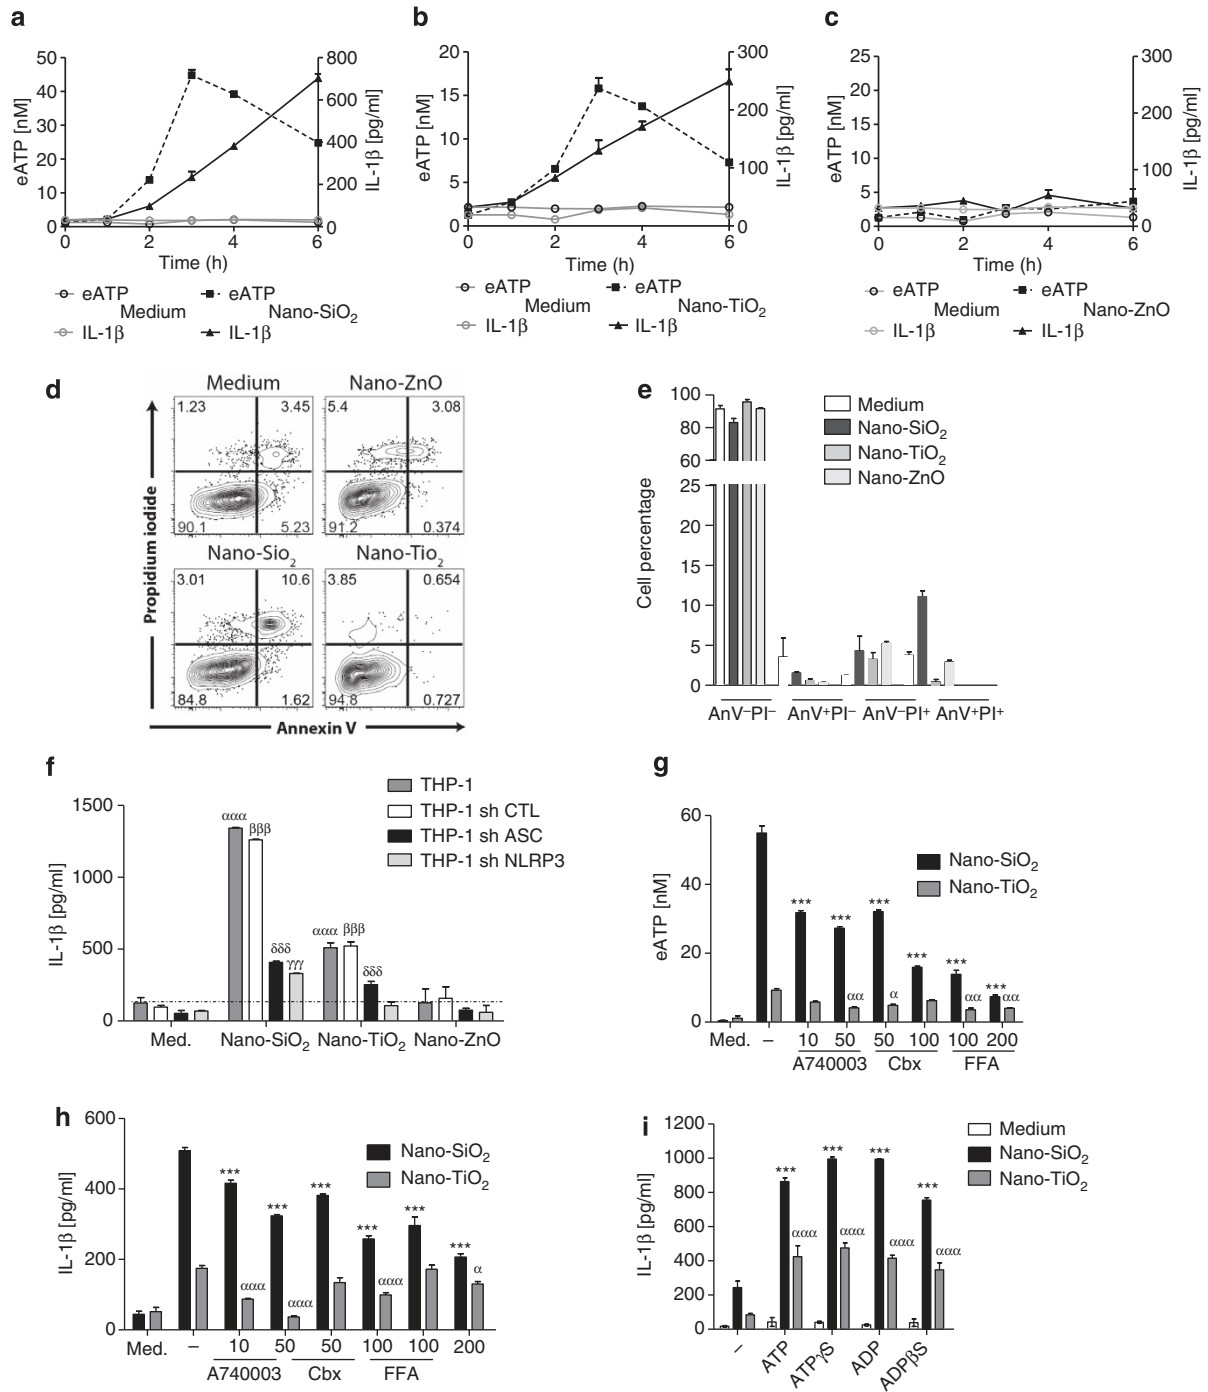 a
b
c
50
40
30
20
10
0
eATP [nM]
800
600
400
200
0
IL-1β [pg/ml]
0 2 4 6
Time (h)
eATP eATP
Medium Nano-SiO2
IL-1β IL-1β
20
15
10
5
0
eATP [nM]
300
200
100
0
IL-1β [pg/ml]
0 2 4 6
Time (h)
eATP eATP
Medium Nano-TiO2
IL-1β IL-1β
25
20
15
10
5
0
eATP [nM]
300
200
100
0
IL-1β [pg/ml]
0 2 4 6
Time (h)
eATP eATP
Medium Nano-ZnO
IL-1β IL-1β
d
Medium Nano-ZnO
1.23 3.45 5.4 3.08
90.1 5.23 91.2 0.374
Nano-Sio2 Nano-Tio2
3.01 10.6 3.85 0.654
84.8 1.62 94.8 0.727
Propidium iodide
Annexin V
e
100
80
60
25
20
15
10
5
0
Cell percentage
Medium
Nano-SiO2
Nano-TiO2
Nano-ZnO
AnV–PI– AnV+PI– AnV–PI+ AnV+PI+
f
1500
1000
500
0
IL-1β [pg/ml]
THP-1
THP-1 sh CTL
THP-1 sh ASC
THP-1 sh NLRP3
ααα βββ
δδδ γγγ
ααα βββ δδδ
Med. Nano-SiO2 Nano-TiO2 Nano-ZnO
g
60
40
20
0
eATP [nM]
Nano-SiO2
Nano-TiO2
*** *** *** *** *** ***
αα α αα αα
Med. – 10 50 50 100 100 200
A740003 Cbx FFA
h
600
400
200
0
IL-1β [pg/ml]
Nano-SiO2
Nano-TiO2
*** *** *** *** *** ***
ααα ααα ααα α
Med. – 10 50 50 100 100 200
A740003 Cbx FFA
i
1200
1000
800
600
400
200
0
IL-1β [pg/ml]
Medium
Nano-SiO2
Nano-TiO2
*** *** *** ***
ααα ααα ααα ααα
– ATP ATPγS ADP ADPβS